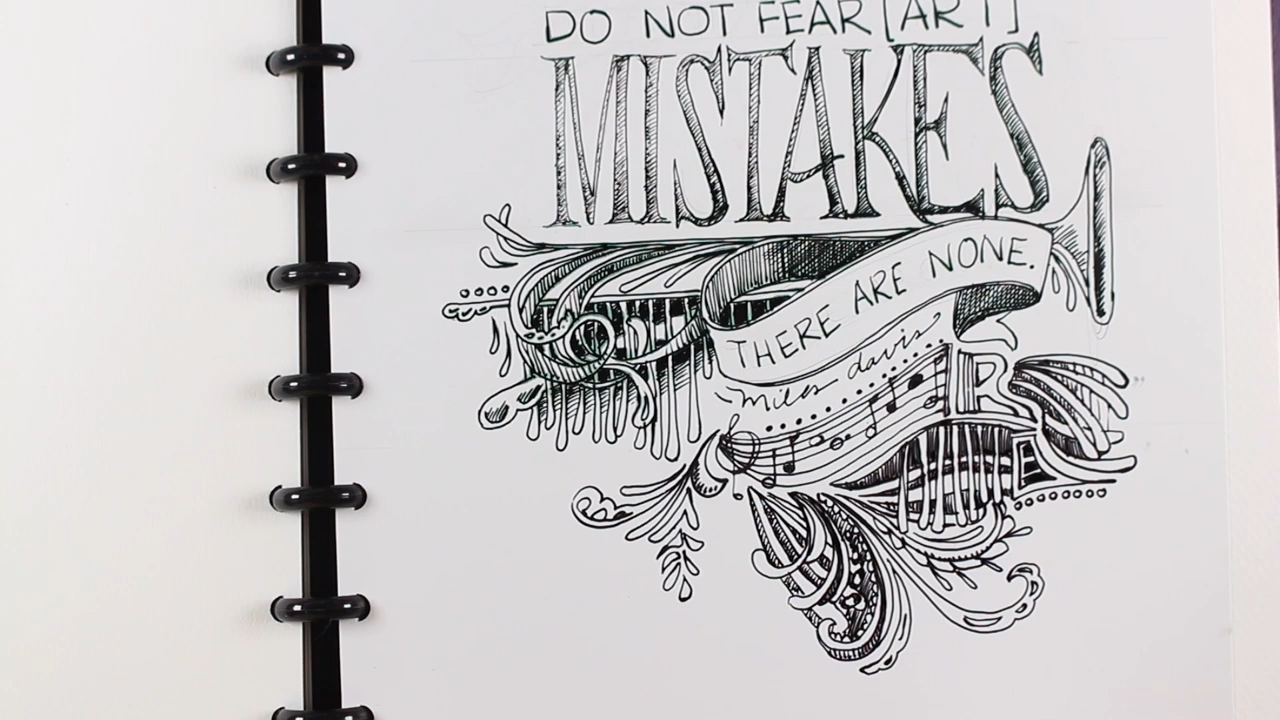 DO NOT FEAR [ART]
MISTAKES
THERE ARE NONE.
~miles davis